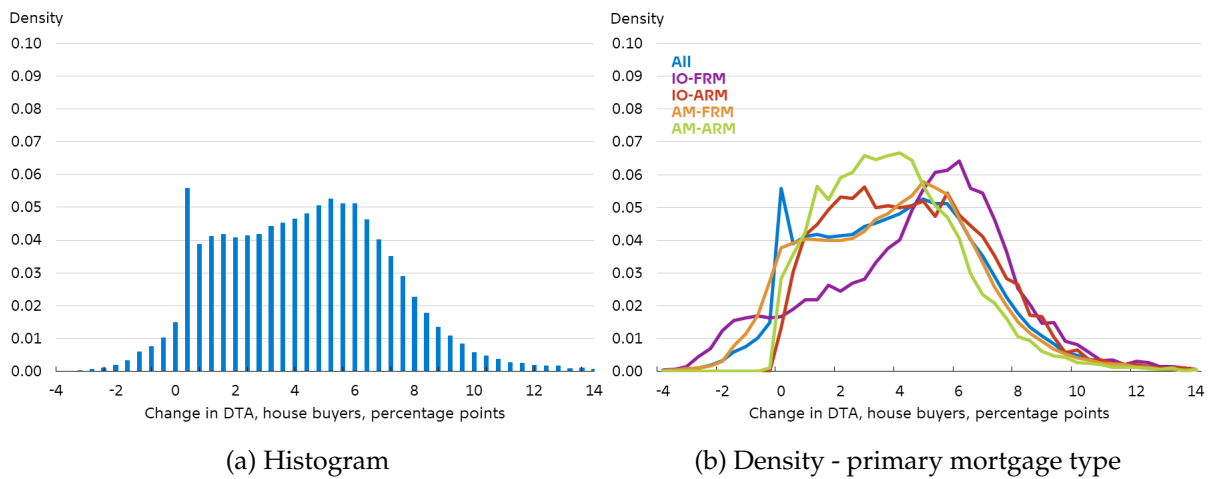 Density
0.10
0.09
0.08
0.07
0.06
0.05
0.04
0.03
0.02
0.01
0.00
-4 -2 0 2 4 6 8 10 12 14
Change in DTA, house buyers, percentage points
(a) Histogram
Density
0.10
0.09
0.08
0.07
0.06
0.05
0.04
0.03
0.02
0.01
0.00
All
IO-FRM
IO-ARM
AM-FRM
AM-ARM
-4 -2 0 2 4 6 8 10 12 14
Change in DTA, house buyers, percentage points
(b) Density - primary mortgage type